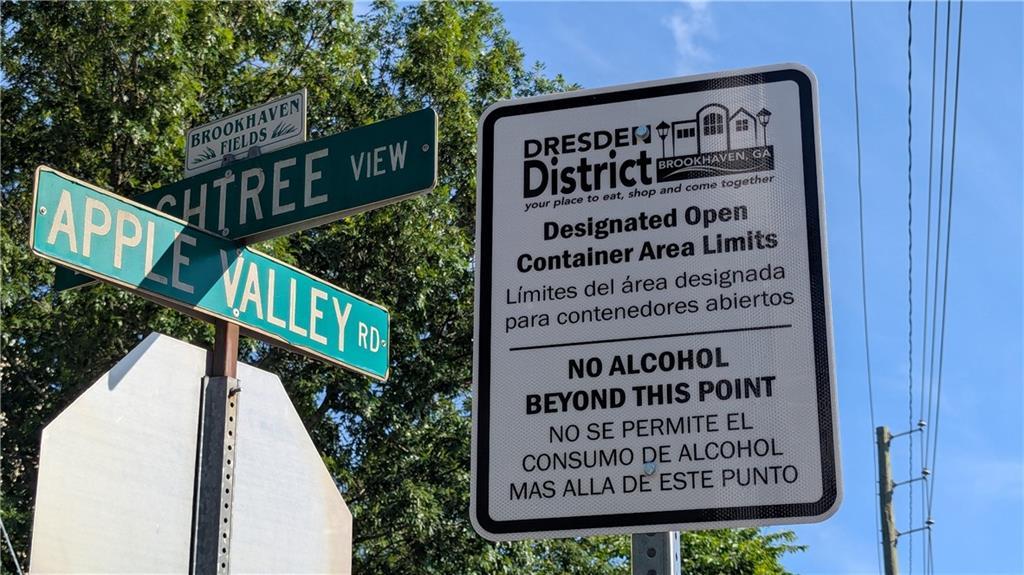 BROOKHAVEN
FIELDS
CHTREE VIEW
APPLE VALLEY RD
DRESDEN
District
BROOKHAVEN, GA
your place to eat, shop and come together
Designated Open
Container Area Limits
Límites del área designada
para contenedores abiertos
NO ALCOHOL
BEYOND THIS POINT
NO SE PERMITE EL
CONSUMO DE ALCOHOL
MAS ALLA DE ESTE PUNTO